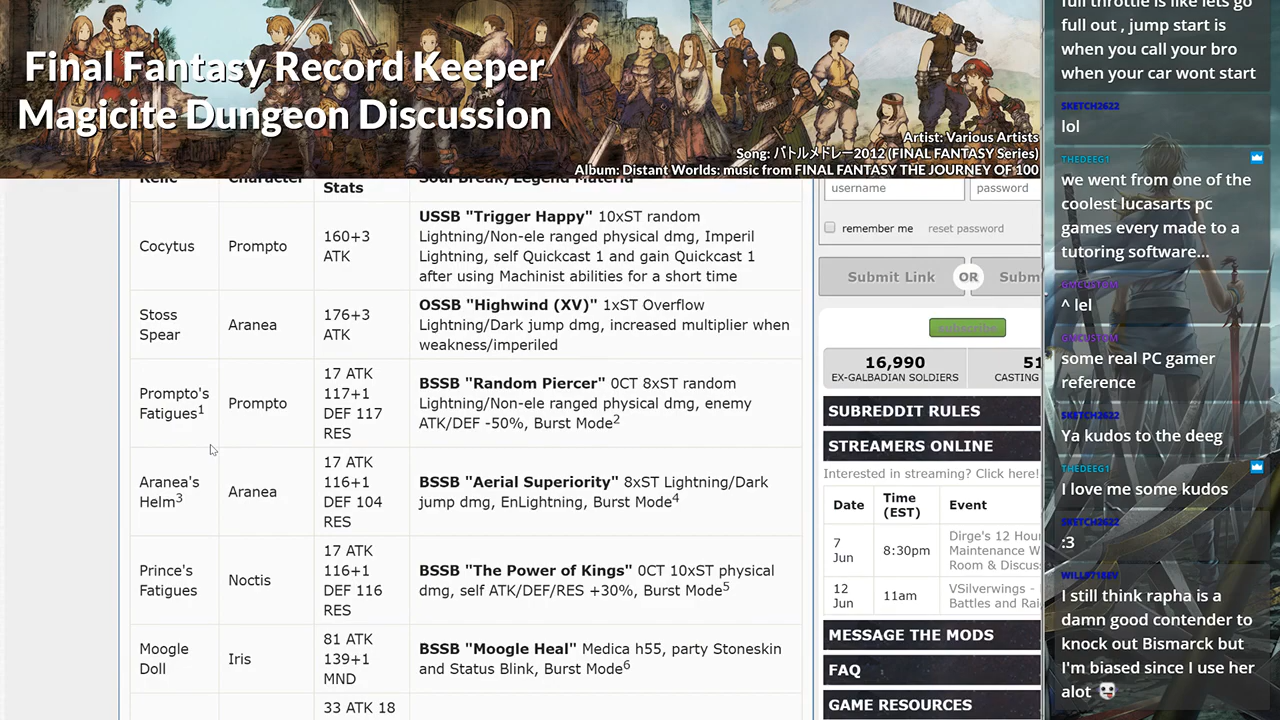 Final Fantasy Record Keeper
Magicite Dungeon Discussion
Artist: Various Artists
Song: バトルメドレー2012 (FINAL FANTASY Series)
Album: Distant Worlds: music from FINAL FANTASY THE JOURNEY OF 100
Relic Character Stats Soul Break/Legend Materia
Cocytus
Prompto
160+3
ATK
USSB "Trigger Happy" 10xST random
Lightning/Non-ele ranged physical dmg, Imperil
Lightning, self Quickcast 1 and gain Quickcast 1
after using Machinist abilities for a short time
Stoss
Spear
Aranea
176+3
ATK
OSSB "Highwind (XV)" 1xST Overflow
Lightning/Dark jump dmg, increased multiplier when
weakness/imperiled
Prompto's
Fatigues1
Prompto
17 ATK
117+1
DEF 117
RES
BSSB "Random Piercer" 0CT 8xST random
Lightning/Non-ele ranged physical dmg, enemy
ATK/DEF -50%, Burst Mode2
Aranea's
Helm3
Aranea
17 ATK
116+1
DEF 104
RES
BSSB "Aerial Superiority" 8xST Lightning/Dark
jump dmg, EnLightning, Burst Mode4
Prince's
Fatigues
Noctis
17 ATK
116+1
DEF 116
RES
BSSB "The Power of Kings" 0CT 10xST physical
dmg, self ATK/DEF/RES +30%, Burst Mode5
Moogle
Doll
Iris
81 ATK
139+1
MND
BSSB "Moogle Heal" Medica h55, party Stoneskin
and Status Blink, Burst Mode6
33 ATK 18
username
password
remember me
reset password
Submit Link
OR
Subm
subscribe
16,990
EX-GALBADIAN SOLDIERS
51
CASTING
SUBREDDIT RULES
STREAMERS ONLINE
Interested in streaming? Click here!
Date
Time
(EST)
Event
7
Jun
8:30pm
Dirge's 12 Hour
Maintenance W
Room & Discuss
12
Jun
11am
VSilverwings -
Battles and Rai
MESSAGE THE MODS
FAQ
GAME RESOURCES
full throttle is like lets go
full out , jump start is
when you call your bro
when your car wont start
SKETCH2622
lol
THEDEEG1
we went from one of the
coolest lucasarts pc
games every made to a
tutoring software...
GMCUSTOM
^ lel
GMCUSTOM
some real PC gamer
reference
SKETCH2622
Ya kudos to the deeg
THEDEEG1
I love me some kudos
SKETCH2622
:3
I still think rapha is a
damn good contender to
knock out Bismarck but
I'm biased since I use her
alot